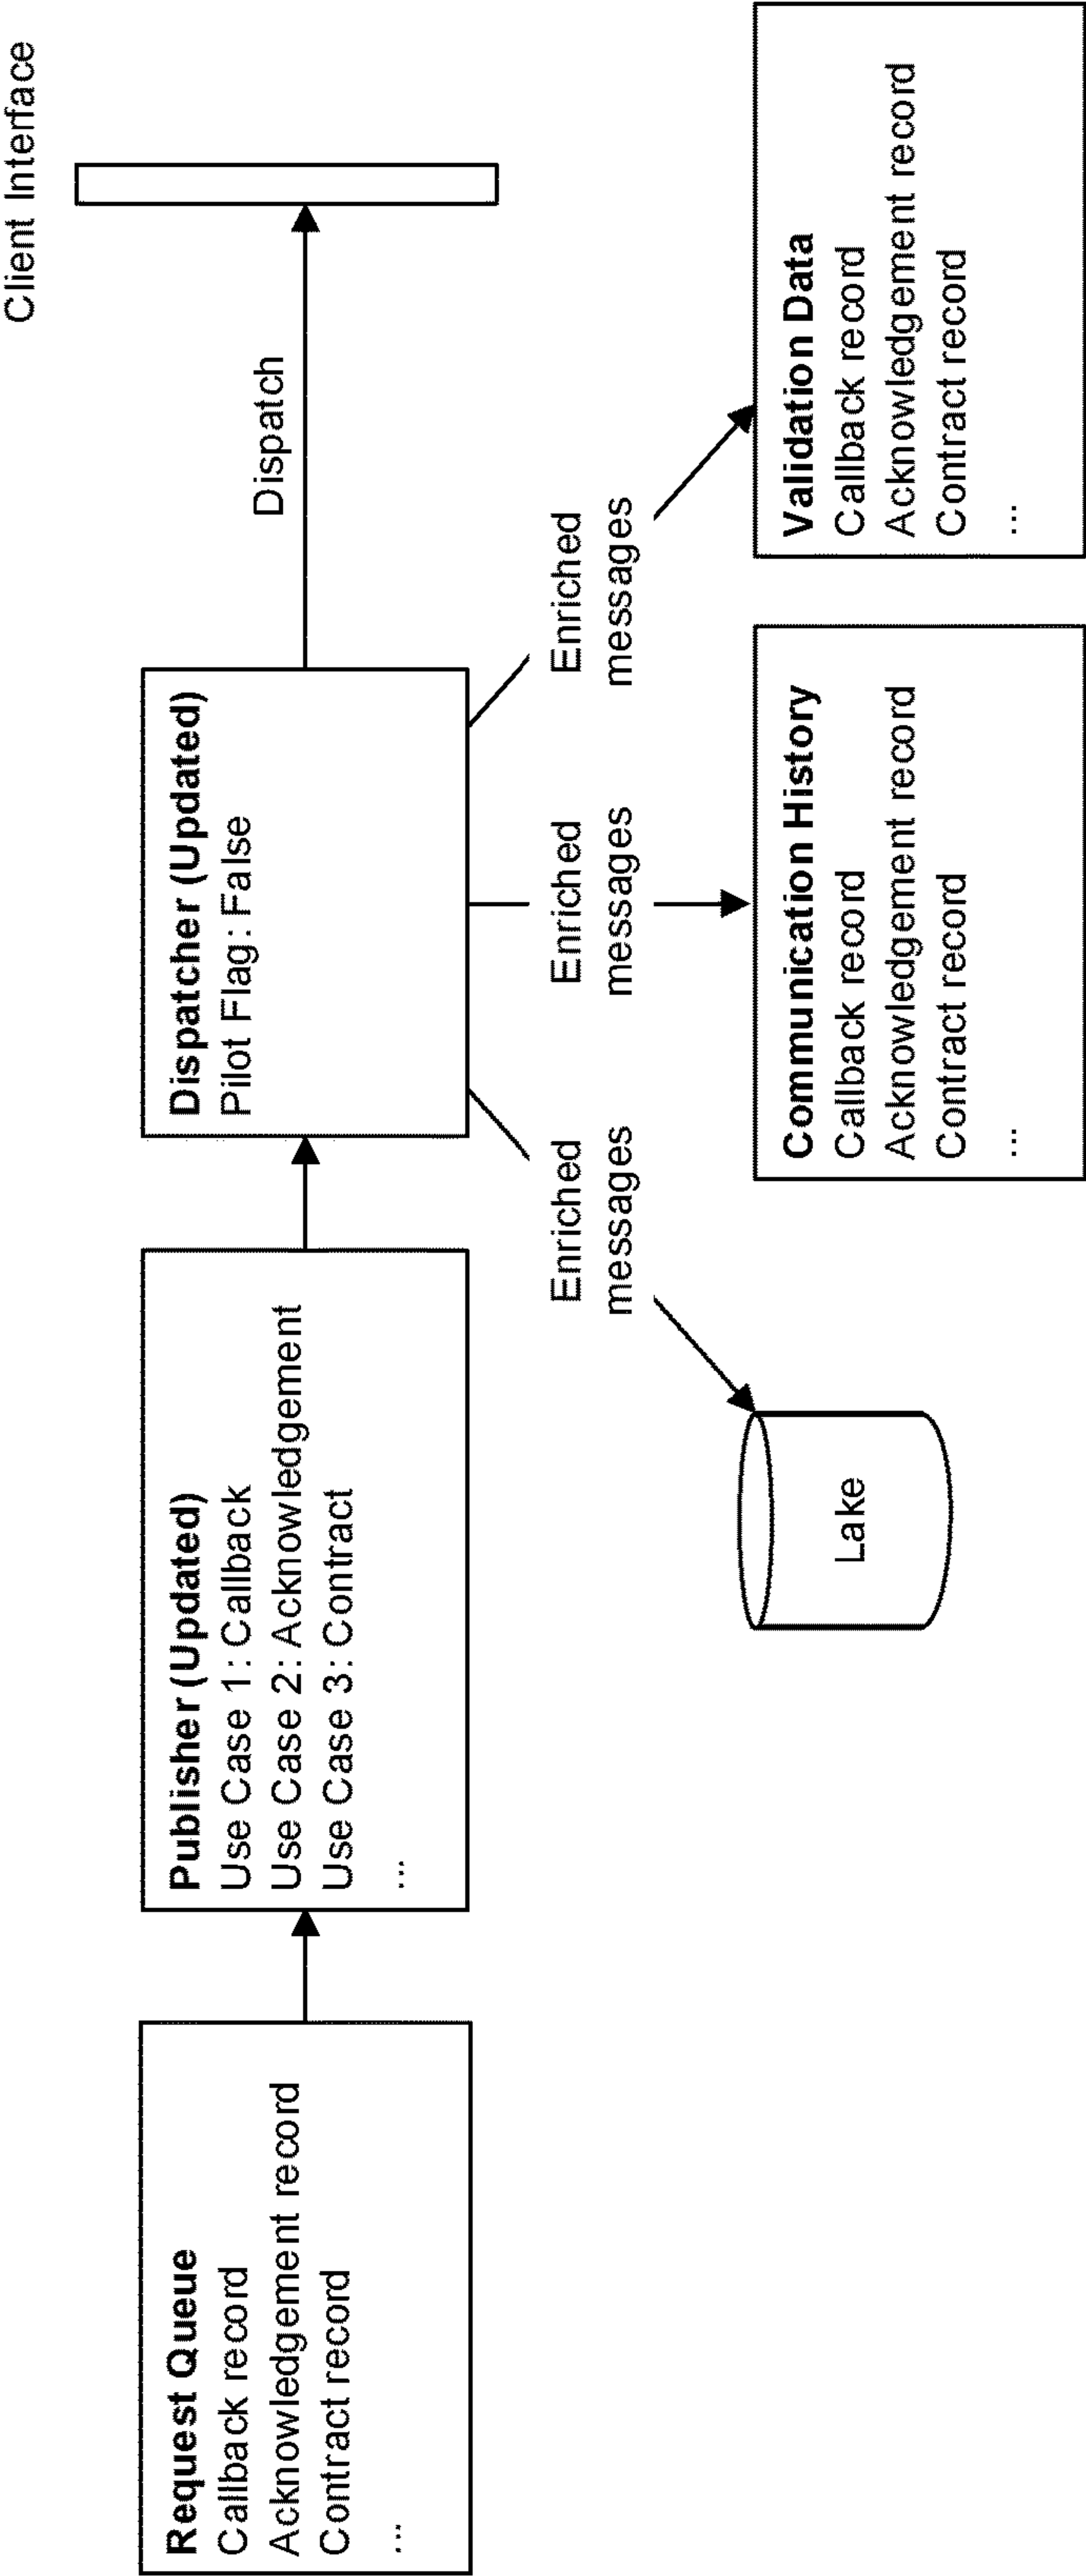 Client Interface
Request Queue
Callback record
Acknowledgement record
Contract record
...
Publisher (Updated)
Use Case 1: Callback
Use Case 2: Acknowledgement
Use Case 3: Contract
...
Dispatcher (Updated)
Pilot Flag: False
Dispatch
Enriched
messages
Enriched
messages
Enriched
messages
Lake
Communication History
Callback record
Acknowledgement record
Contract record
...
Validation Data
Callback record
Acknowledgement record
Contract record
...